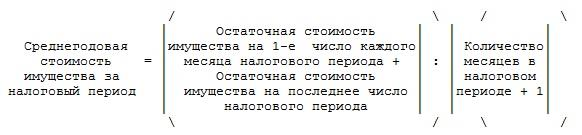 Остаточная стоимость
Среднегодовая имущества на 1-е число каждого Количество
стоимость = месяца налогового периода + : месяцев в
имущества за Остаточная стоимость налоговом
налоговый период имущества на последнее число периоде + 1
налогового периода